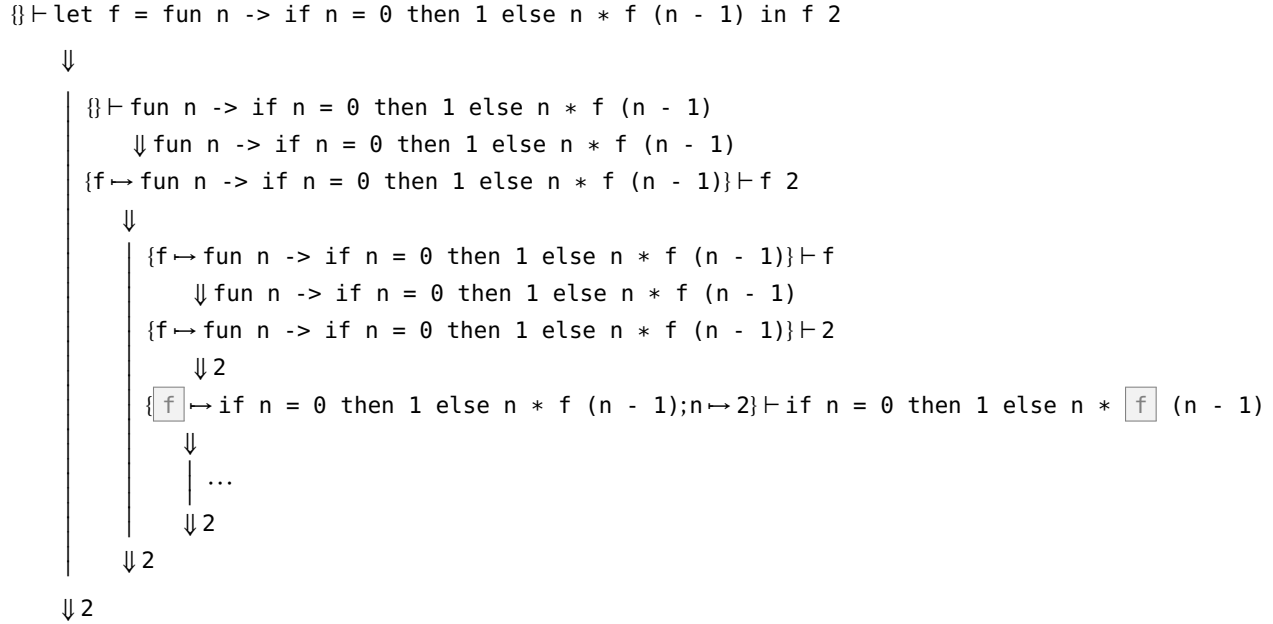 {} ⊢ let f = fun n -> if n = 0 then 1 else n * f (n - 1) in f 2
⇓
{} ⊢ fun n -> if n = 0 then 1 else n * f (n - 1)
⇓ fun n -> if n = 0 then 1 else n * f (n - 1)
{f ↦ fun n -> if n = 0 then 1 else n * f (n - 1)} ⊢ f 2
⇓
{f ↦ fun n -> if n = 0 then 1 else n * f (n - 1)} ⊢ f
⇓ fun n -> if n = 0 then 1 else n * f (n - 1)
{f ↦ fun n -> if n = 0 then 1 else n * f (n - 1)} ⊢ 2
⇓ 2
{f ↦ if n = 0 then 1 else n * f (n - 1);n ↦ 2} ⊢ if n = 0 then 1 else n * f (n - 1)
⇓
...
⇓ 2
⇓ 2
⇓ 2